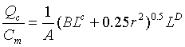 Q_c/C_m = 1/A (BL^c + 0.25r^2)^0.5 L^D